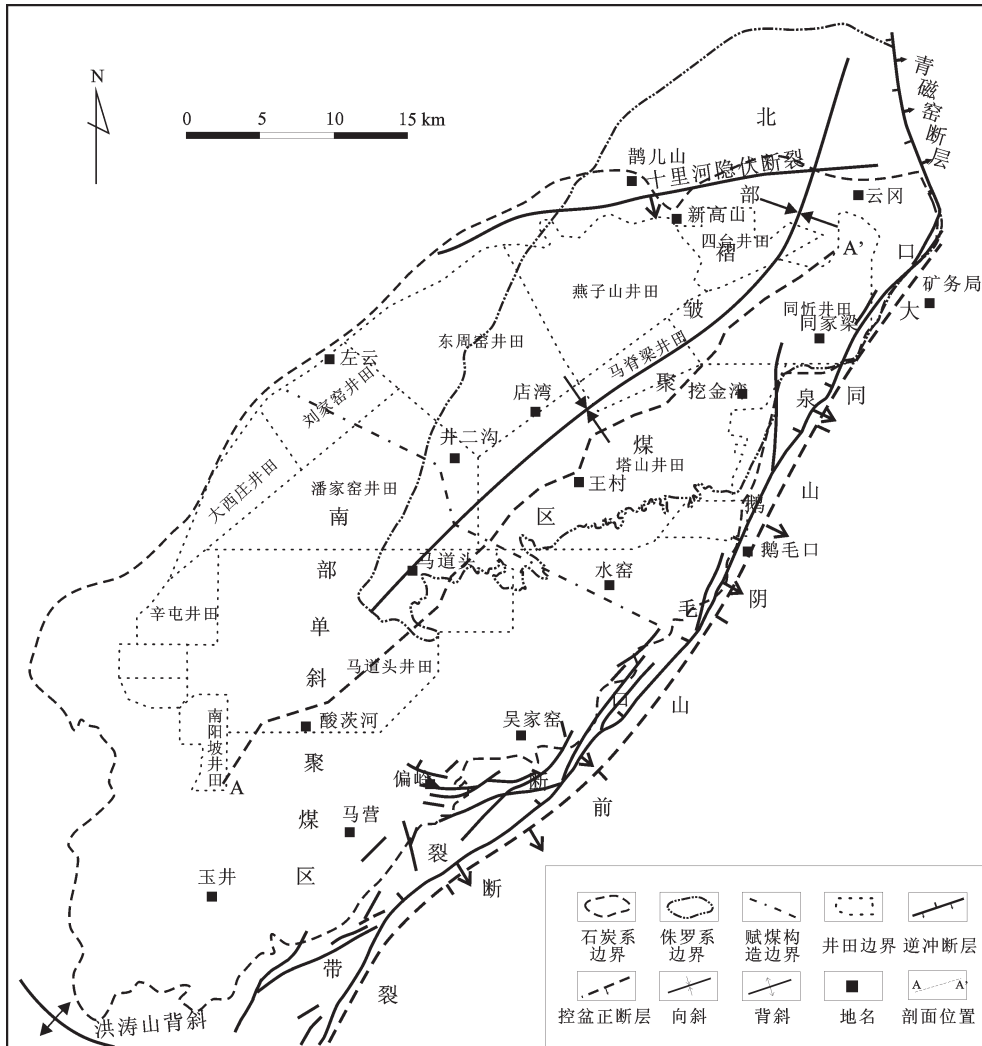 N
0 5 10 15 km
青磁窑断层
北部褶皱聚煤区
鹊儿山
十里河隐伏断裂
云冈
新高山
四台井田
A'
矿务局
燕子山井田
同忻井田
同家梁
口泉鹅毛口断裂带
大同山阴山前断裂
东周窑井田
马脊梁井田
左云
刘家窑井田
店湾
挖金湾
井二沟
塔山井田
王村
大西庄井田
潘家窑井田
南部单斜聚煤区
鹅毛口
马道头
水窑
辛屯井田
马道头井田
南阳坡井田
酸茨河
吴家窑
A
偏岭
马营
玉井
洪涛山背斜
石炭系边界
侏罗系边界
赋煤构造边界
井田边界
逆冲断层
控盆正断层
向斜
背斜
地名
A A'
剖面位置